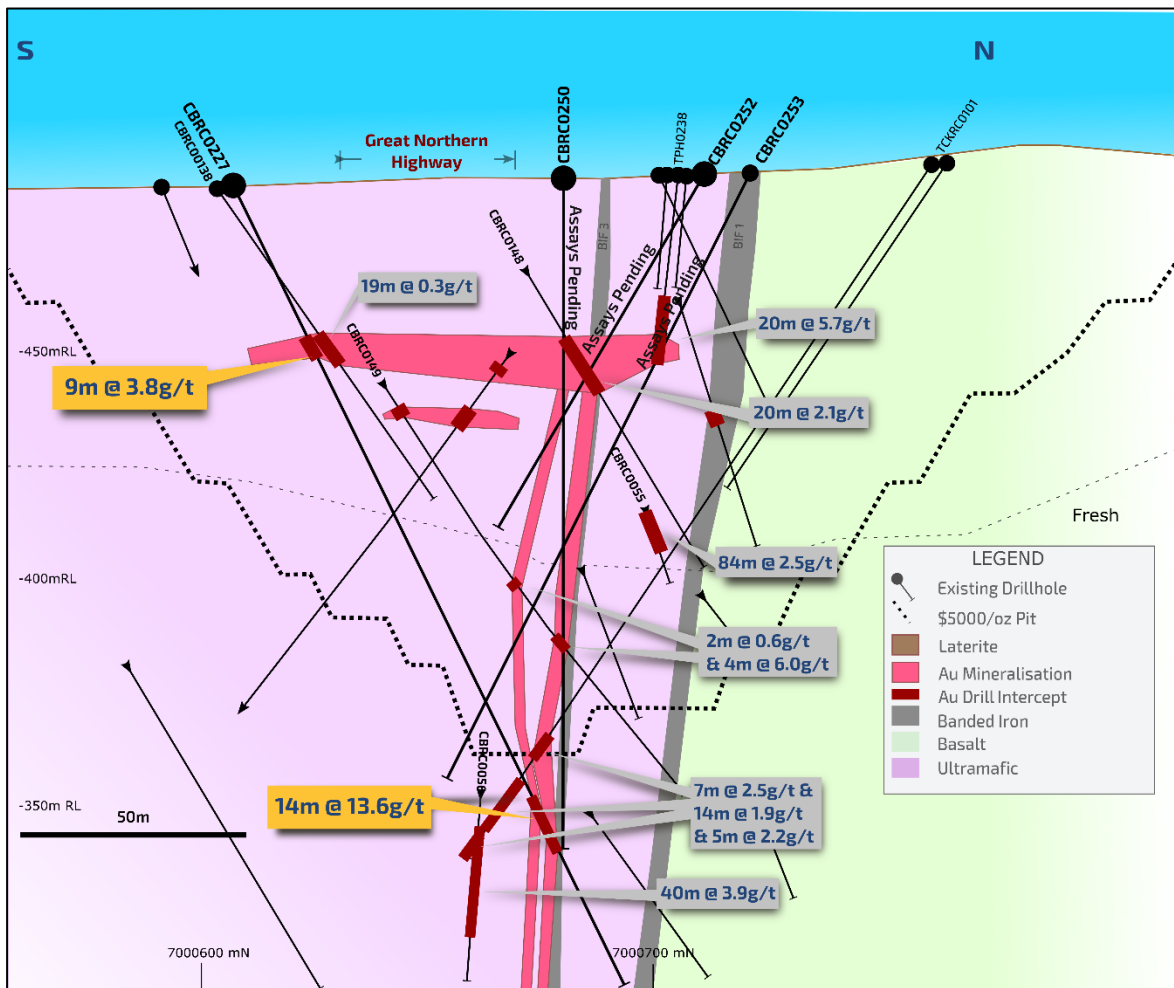 S
N
CBRC0227
CBRC00138
Great Northern
Highway
CBRC0250
TPH0238
CBRC0252
CBRC0253
TCKRC0101
Assays Pending
CBRC0148
BIF 3
Assays Pending
Assays Pending
BIF 1
19m @ 0.3g/t
20m @ 5.7g/t
-450mRL
9m @ 3.8g/t
CBRC0149
20m @ 2.1g/t
CBRC0055
Fresh
84m @ 2.5g/t
-400mRL
2m @ 0.6g/t
& 4m @ 6.0g/t
LEGEND
Existing Drillhole
$5000/oz Pit
Laterite
Au Mineralisation
Au Drill Intercept
Banded Iron
Basalt
Ultramafic
CBRC0058
-350m RL
50m
14m @ 13.6g/t
7m @ 2.5g/t &
14m @ 1.9g/t
& 5m @ 2.2g/t
40m @ 3.9g/t
7000600 mN
7000700 mN